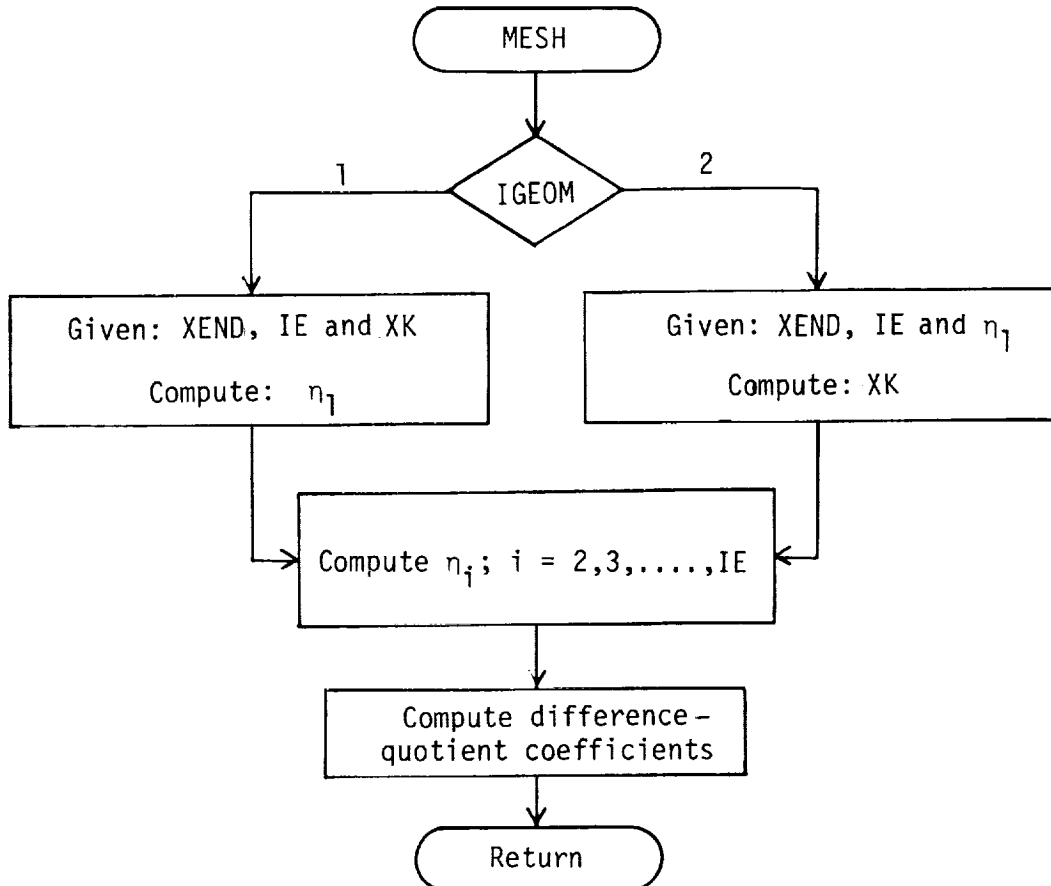 MESH
1
IGEOM
2
Given: XEND, IE and XK
Compute: η₁
Given: XEND, IE and η₁
Compute: XK
Compute ηᵢ; i = 2,3,....,IE
Compute difference-
quotient coefficients
Return